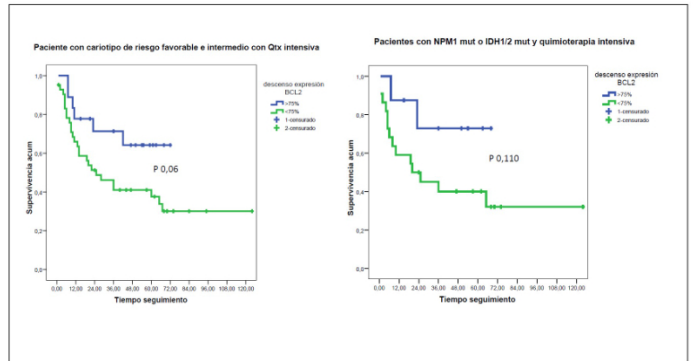 Paciente con cariotipo de riesgo favorable e intermedio con Qtx intensiva
descenso expresión
BCL2
>75%
<75%
1-censurado
2-censurado
Supervivencia acum
1,0
0,8
0,6
0,4
0,2
0,0
P 0,06
0,00 12,00 24,00 36,00 48,00 60,00 72,00 84,00 96,00 108,00 120,00
Tiempo seguimiento
Pacientes con NPM1 mut o IDH1/2 mut y quimioterapia intensiva
descenso expresión
BCL2
>75%
<75%
1-censurado
2-censurado
Supervivencia acum
1,0
0,8
0,6
0,4
0,2
0,0
P 0,110
0,00 12,00 24,00 36,00 48,00 60,00 72,00 84,00 96,00 108,00 120,00
Tiempo seguimiento